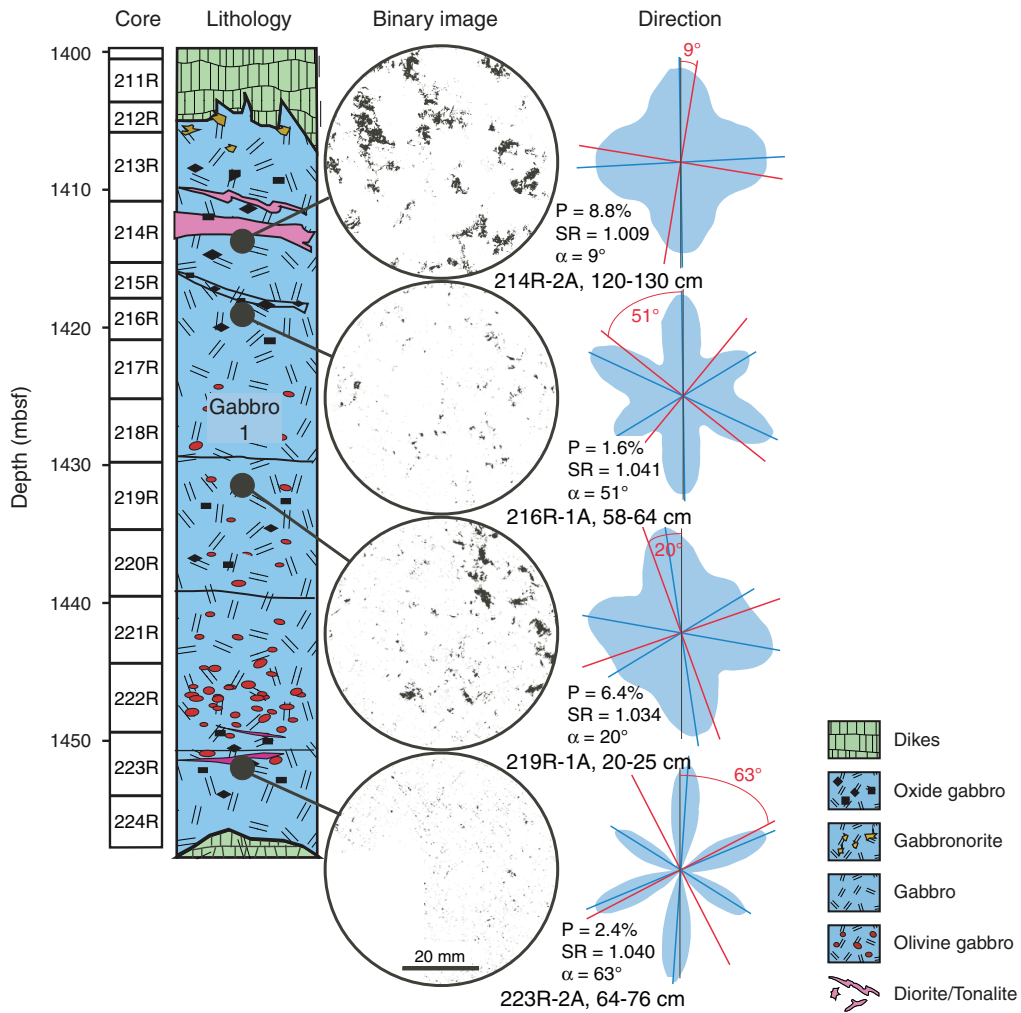 Core
Lithology
Binary image
Direction
Depth (mbsf)
1400
1410
1420
1430
1440
1450
211R
212R
213R
214R
215R
216R
217R
218R
219R
220R
221R
222R
223R
224R
Gabbro
1
9°
P = 8.8%
SR = 1.009
α = 9°
214R-2A, 120-130 cm
51°
P = 1.6%
SR = 1.041
α = 51°
216R-1A, 58-64 cm
20°
P = 6.4%
SR = 1.034
α = 20°
219R-1A, 20-25 cm
63°
P = 2.4%
SR = 1.040
α = 63°
223R-2A, 64-76 cm
20 mm
Dikes
Oxide gabbro
Gabbronorite
Gabbro
Olivine gabbro
Diorite/Tonalite